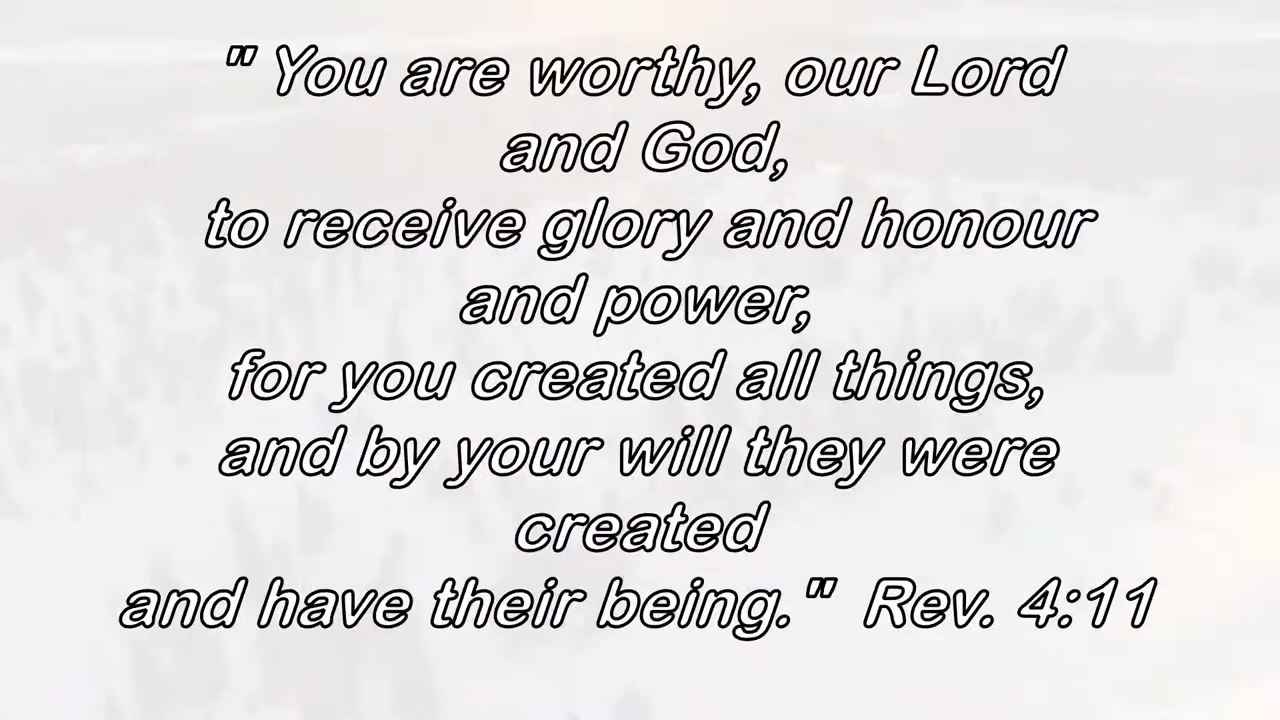 " You are worthy, our Lord
and God,
to receive glory and honour
and power,
for you created all things,
and by your will they were
created
and have their being."  Rev. 4:11